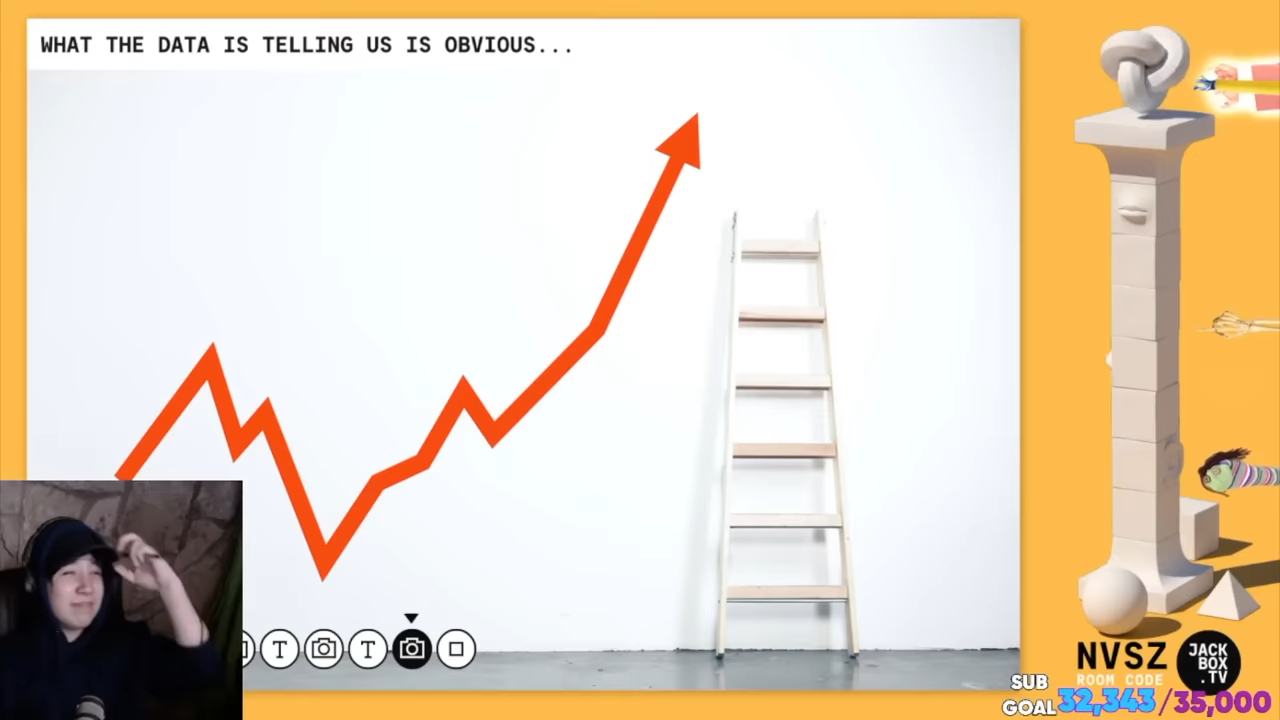 WHAT THE DATA IS TELLING US IS OBVIOUS...
T
T
NVSZ
ROOM CODE
JACK
BOX
.TV
SUB
GOAL
32,343/35,000